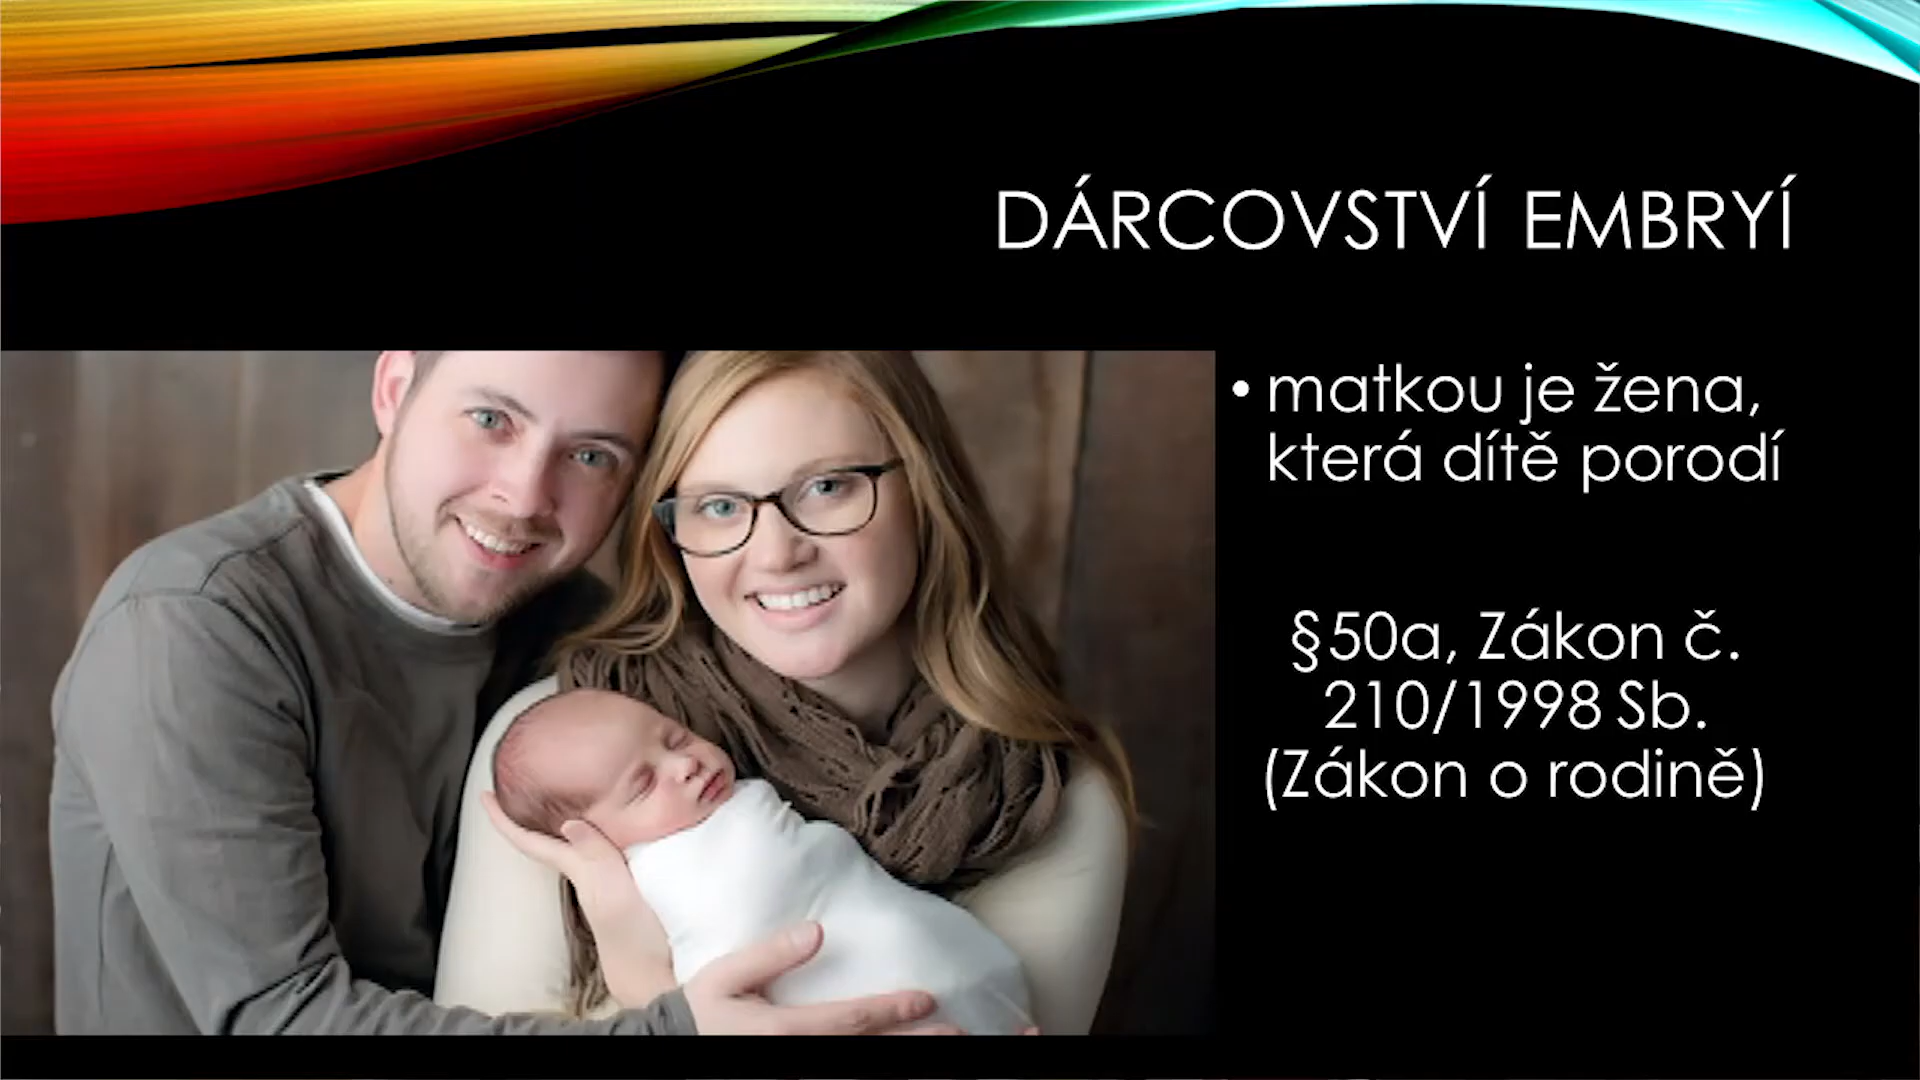 DÁRCOVSTVÍ EMBRYÍ
• matkou je žena,
která dítě porodí
§50a, Zákon č.
210/1998 Sb.
(Zákon o rodině)